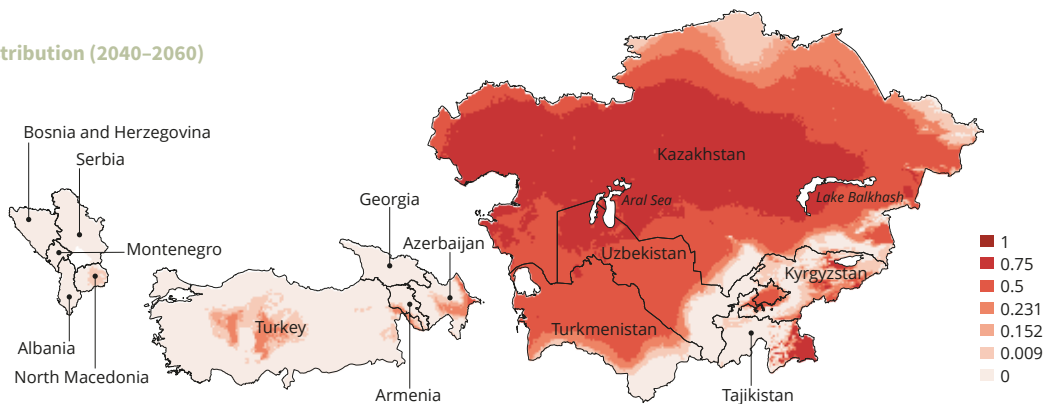 tribution (2040–2060)
Bosnia and Herzegovina
Serbia
Montenegro
Albania
North Macedonia
Georgia
Azerbaijan
Turkey
Armenia
Kazakhstan
Aral Sea
Lake Balkhash
Uzbekistan
Kyrgyzstan
Turkmenistan
Tajikistan
1
0.75
0.5
0.231
0.152
0.009
0